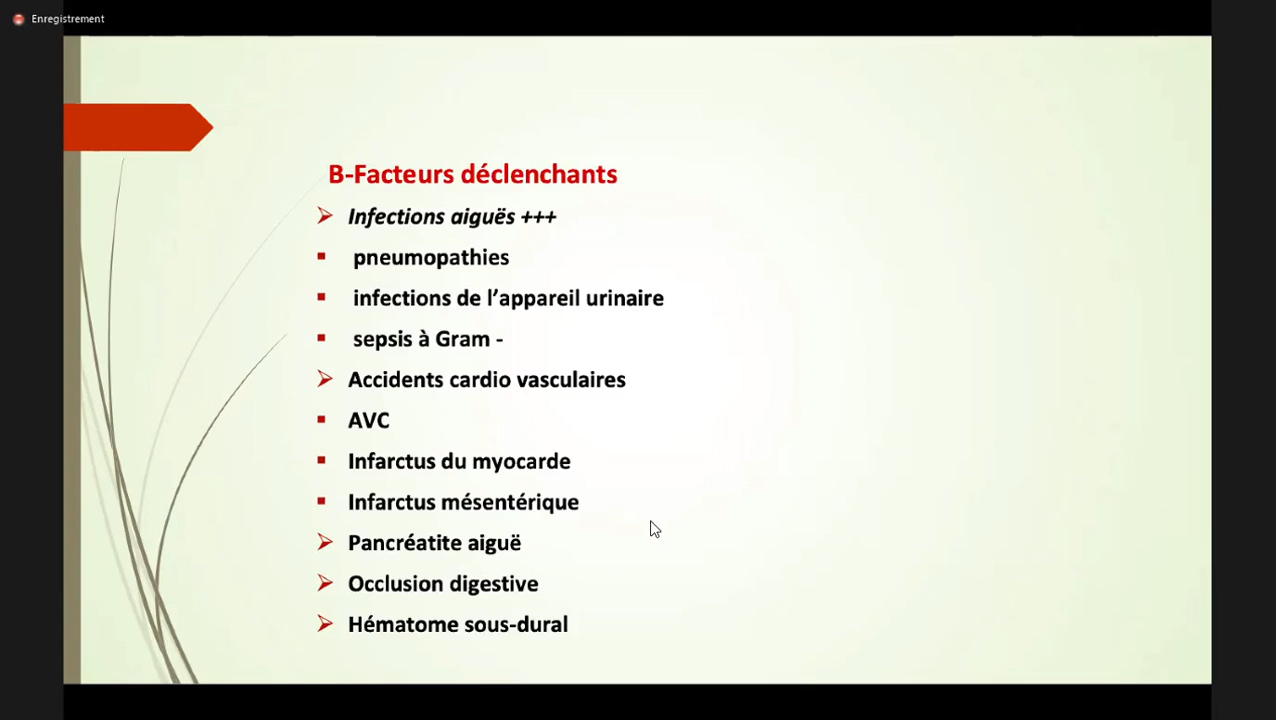 Enregistrement
B-Facteurs déclenchants
Infections aiguës +++
pneumopathies
infections de l’appareil urinaire
sepsis à Gram -
Accidents cardio vasculaires
AVC
Infarctus du myocarde
Infarctus mésentérique
Pancréatite aiguë
Occlusion digestive
Hématome sous-dural